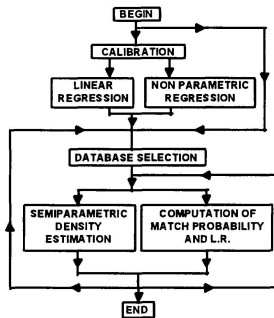 BEGIN
CALIBRATION
LINEAR
REGRESSION
NON PARAMETRIC
REGRESSION
DATABASE SELECTION
SEMIPARAMETRIC
DENSITY
ESTIMATION
COMPUTATION OF
MATCH PROBABILITY
AND L.R.
END